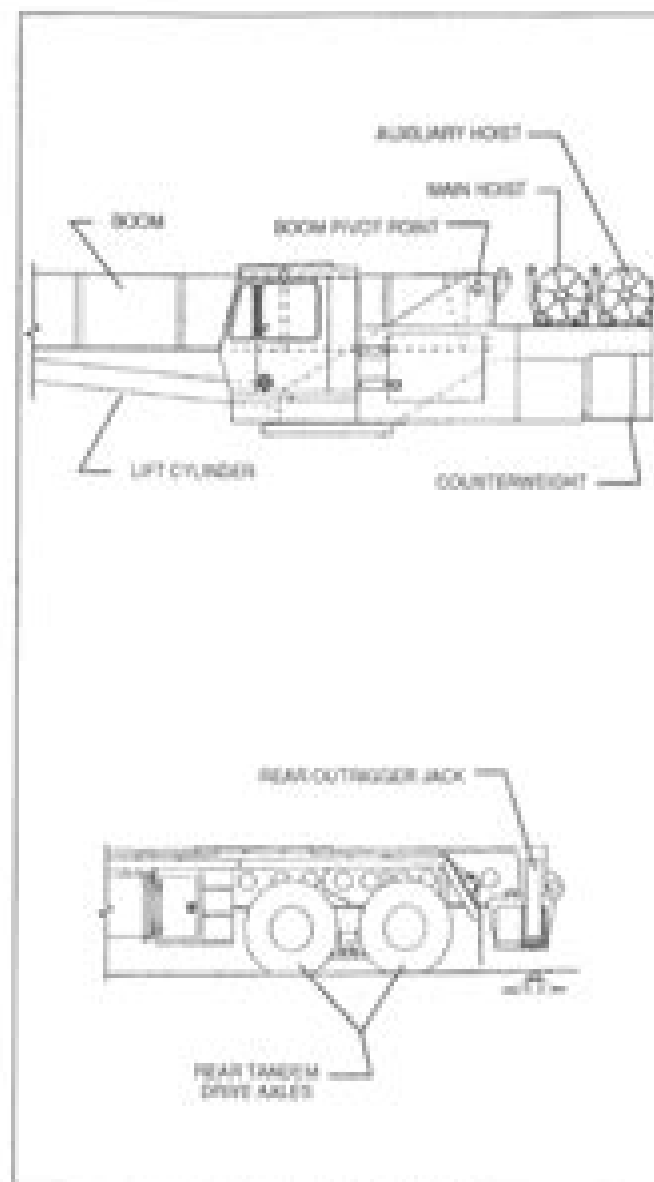 AUXILIARY HOIST
MAIN HOIST
BOOM
BOOM PIVOT POINT
LIFT CYLINDER
COUNTERWEIGHT
REAR OUTRIGGER JACK
REAR TANDEM
DRIVE AXLES